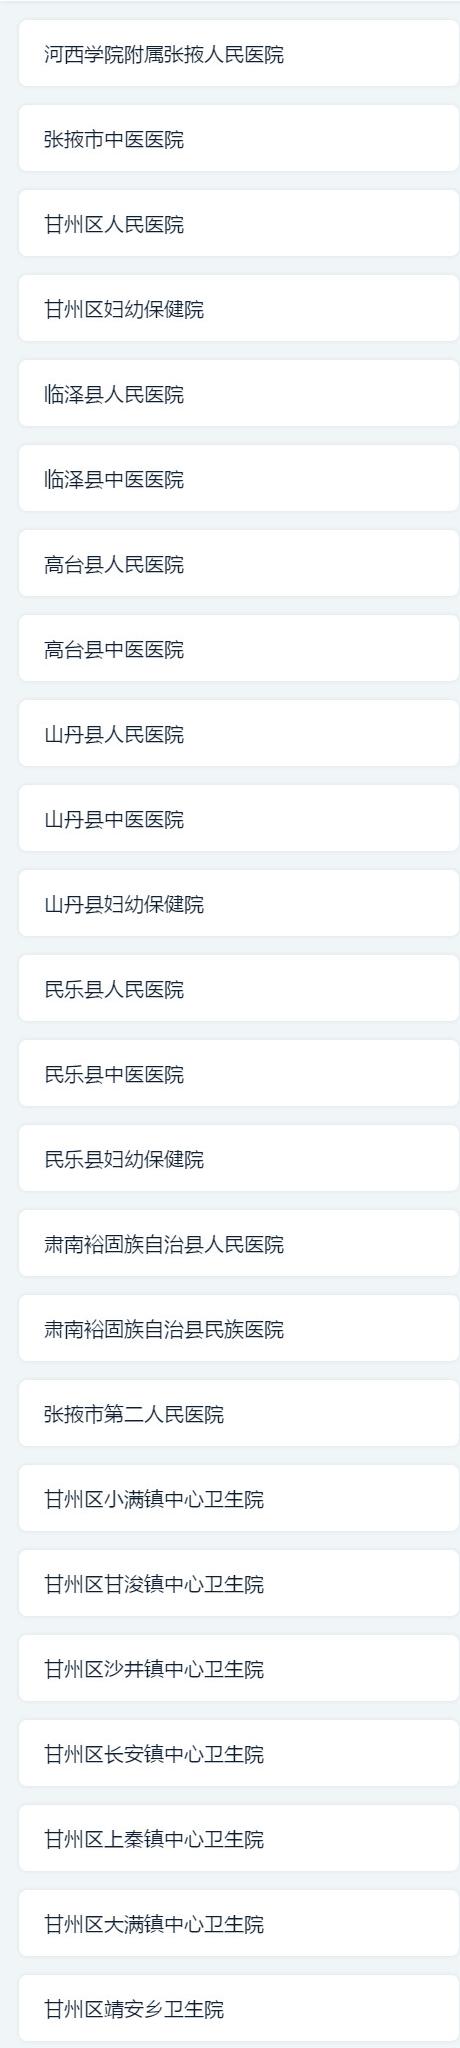 河西学院附属张掖人民医院
张掖市中医医院
甘州区人民医院
甘州区妇幼保健院
临泽县人民医院
临泽县中医医院
高台县人民医院
高台县中医医院
山丹县人民医院
山丹县中医医院
山丹县妇幼保健院
民乐县人民医院
民乐县中医医院
民乐县妇幼保健院
肃南裕固族自治县人民医院
肃南裕固族自治县民族医院
张掖市第二人民医院
甘州区小满镇中心卫生院
甘州区甘浚镇中心卫生院
甘州区沙井镇中心卫生院
甘州区长安镇中心卫生院
甘州区上秦镇中心卫生院
甘州区大满镇中心卫生院
甘州区靖安乡卫生院